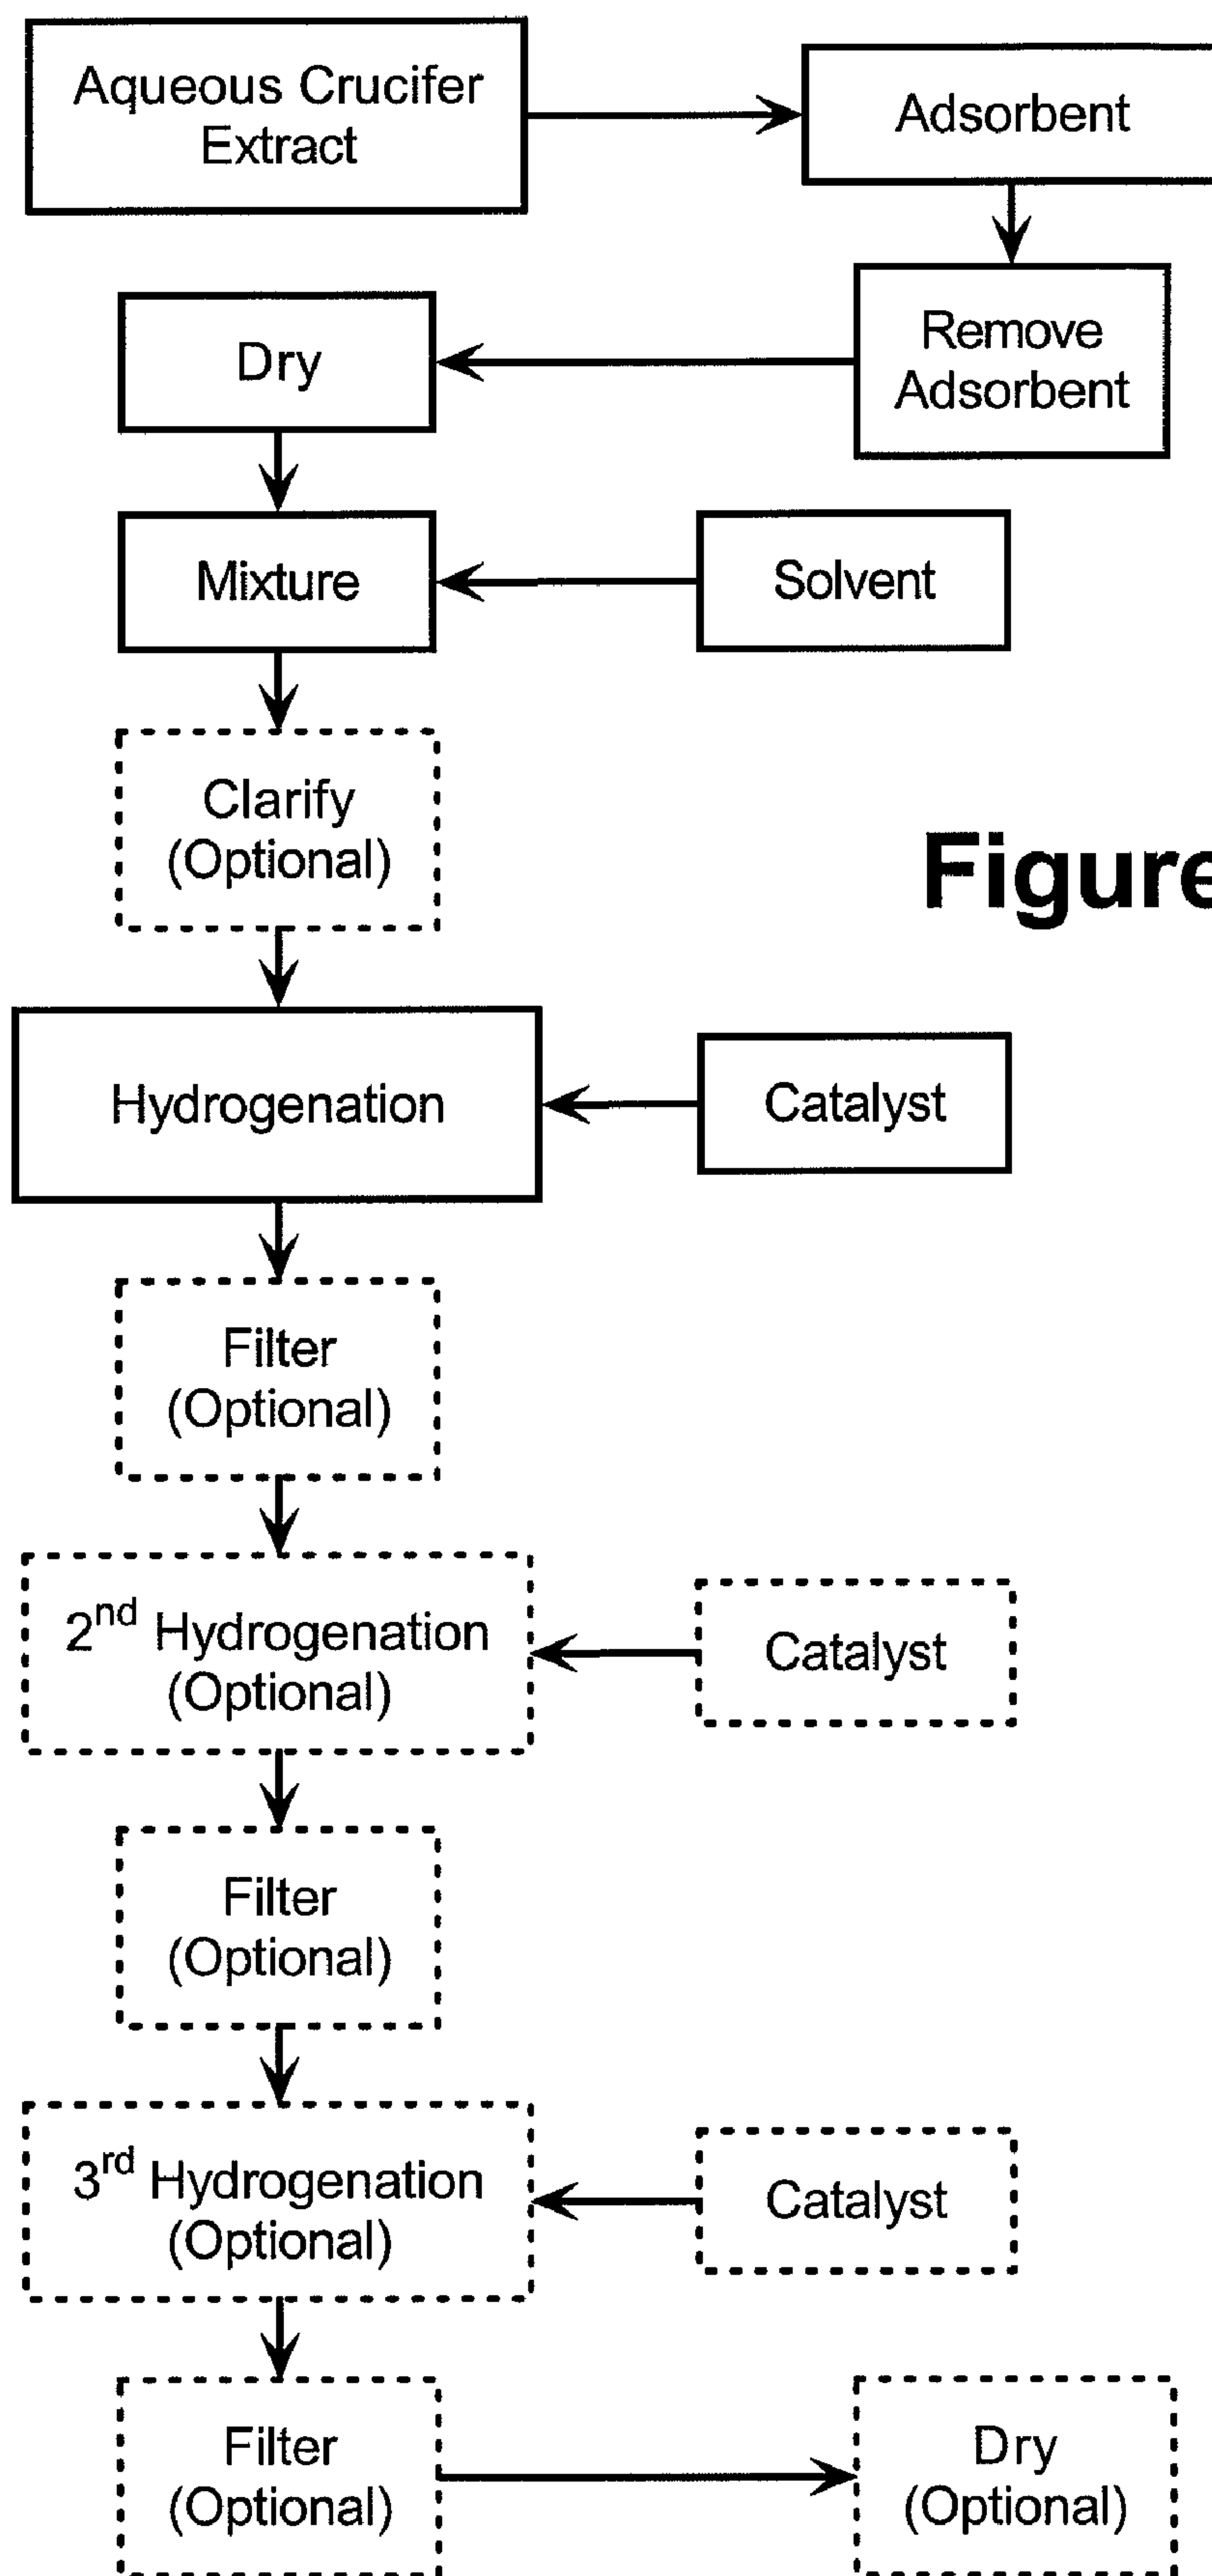 Aqueous Crucifer
Extract
Adsorbent
Remove
Adsorbent
Dry
Mixture
Solvent
Clarify
(Optional)
Figure
Hydrogenation
Catalyst
Filter
(Optional)
2nd Hydrogenation
(Optional)
Catalyst
Filter
(Optional)
3rd Hydrogenation
(Optional)
Catalyst
Filter
(Optional)
Dry
(Optional)